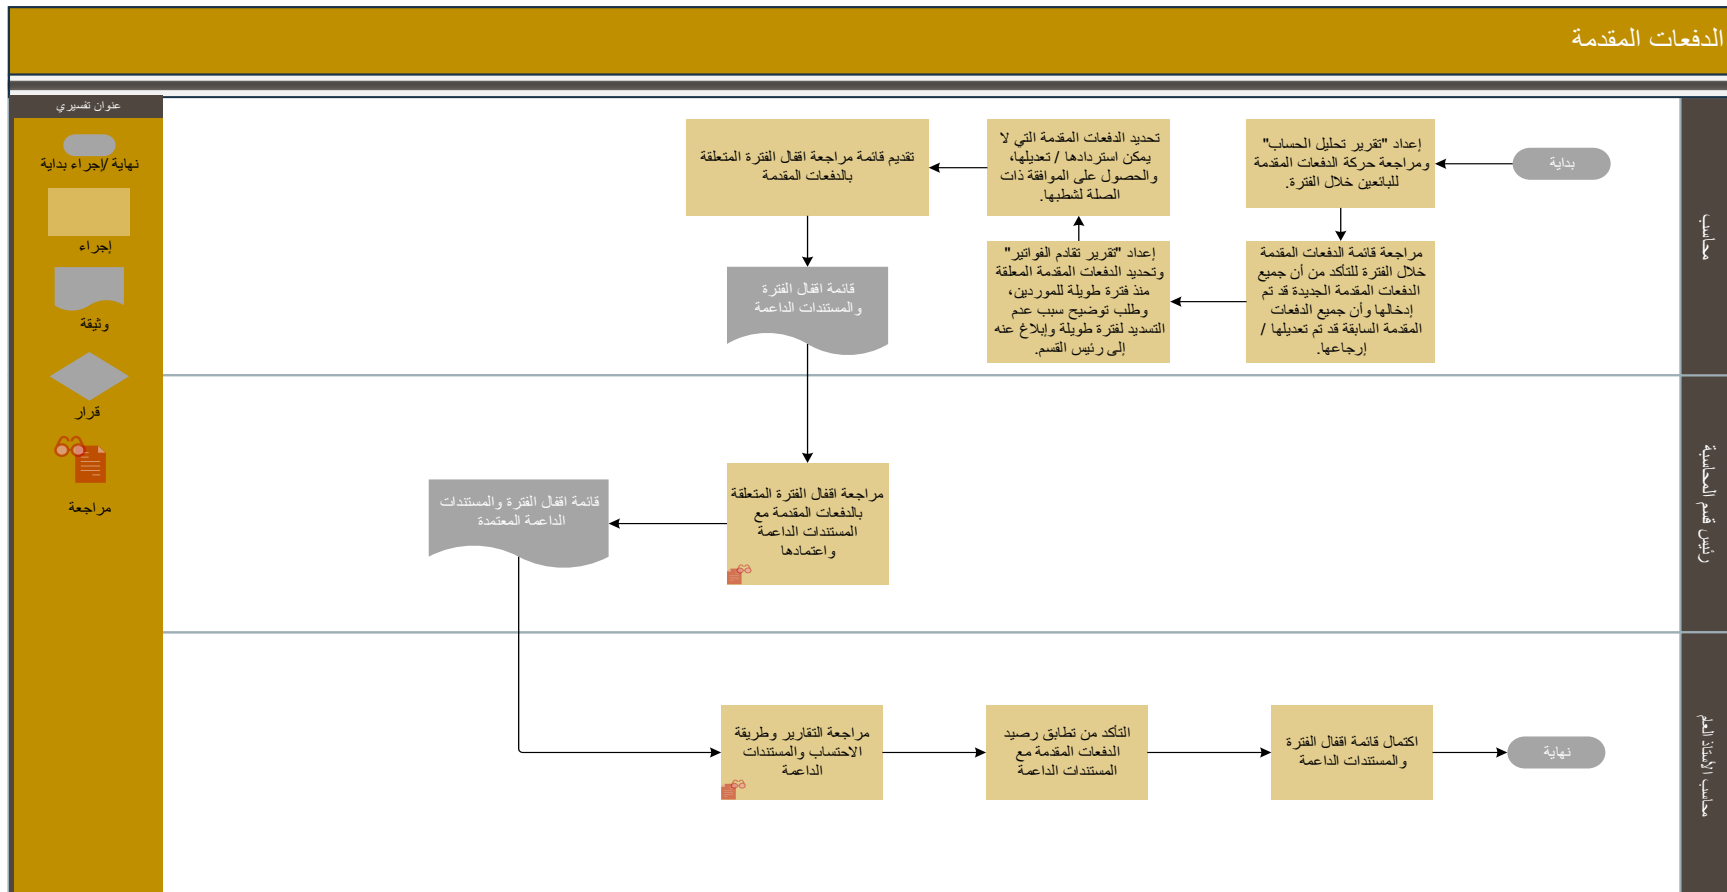 الدفعات المقدمة
عنوان تفسيري
نهاية /إجراء بداية
إجراء
وثيقة
قرار
مراجعة
محاسب
بداية
إعداد "تقرير تحليل الحساب"
ومراجعة حركة الدفعات المقدمة
للبائعين خلال الفترة.
مراجعة قائمة الدفعات المقدمة
خلال الفترة للتأكد من أن جميع
الدفعات المقدمة الجديدة قد تم
إدخالها وأن جميع الدفعات
المقدمة السابقة قد تم تعديلها /
إرجاعها.
إعداد "تقرير تقادم الفواتير"
وتحديد الدفعات المقدمة المعلقة
منذ فترة طويلة للموردين،
وطلب توضيح سبب عدم
التسديد لفترة طويلة وإبلاغ عنه
إلى رئيس القسم.
تحديد الدفعات المقدمة التي لا
يمكن استردادها / تعديلها،
والحصول على الموافقة ذات
الصلة لشطبها.
تقديم قائمة مراجعة اقفال الفترة المتعلقة
بالدفعات المقدمة
قائمة اقفال الفترة
والمستندات الداعمة
رئيس قسم المحاسبة
مراجعة اقفال الفترة المتعلقة
بالدفعات المقدمة مع
المستندات الداعمة
واعتمادها
قائمة اقفال الفترة والمستندات
الداعمة المعتمدة
محاسب الأستاذ العام
مراجعة التقارير وطريقة
الاحتساب والمستندات
الداعمة
التأكد من تطابق رصيد
الدفعات المقدمة مع
المستندات الداعمة
اكتمال قائمة اقفال الفترة
والمستندات الداعمة
نهاية